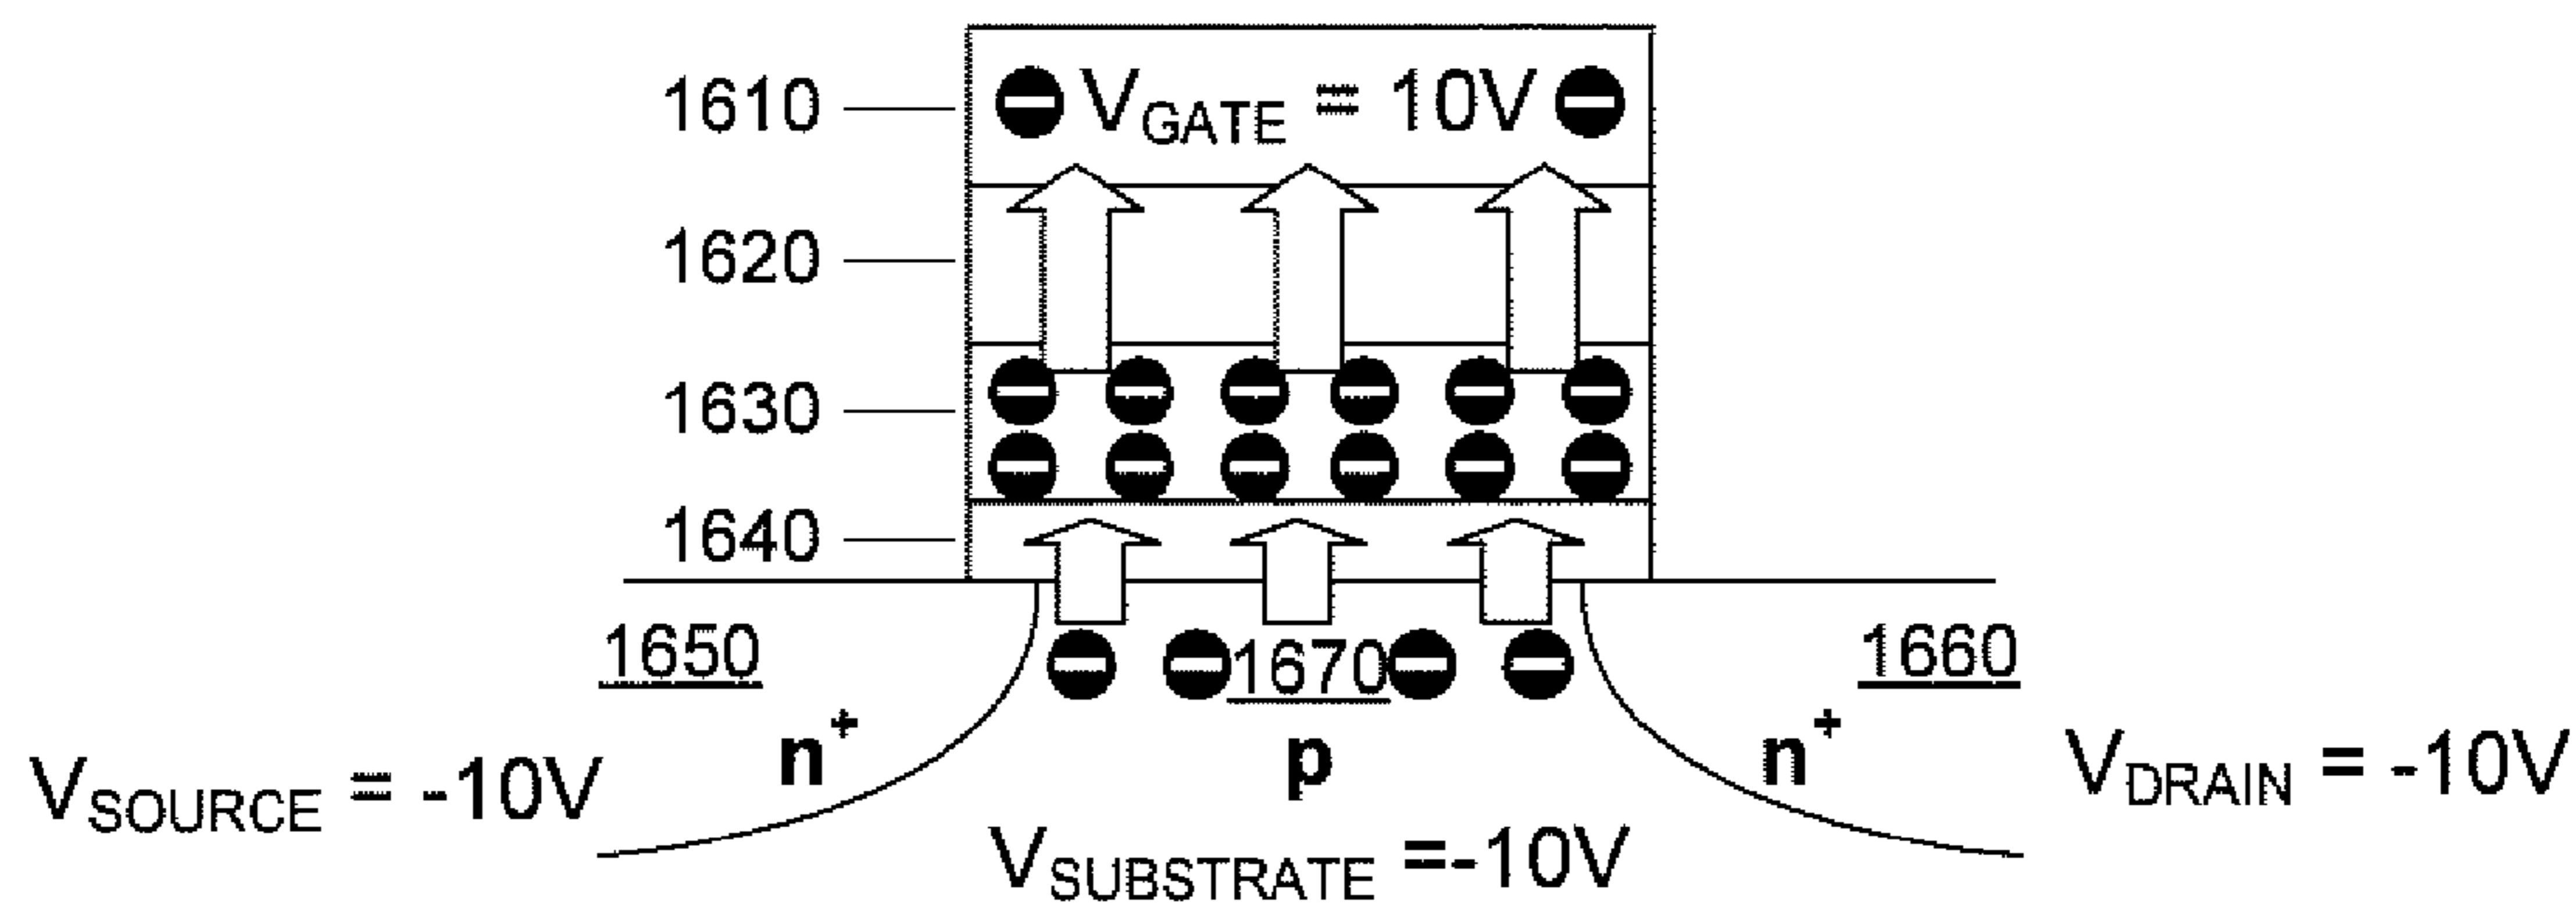 1610
V_GATE = 10V
1620
1630
1640
1650
1670
1660
n+
p
n+
V_SOURCE = -10V
V_DRAIN = -10V
V_SUBSTRATE =-10V